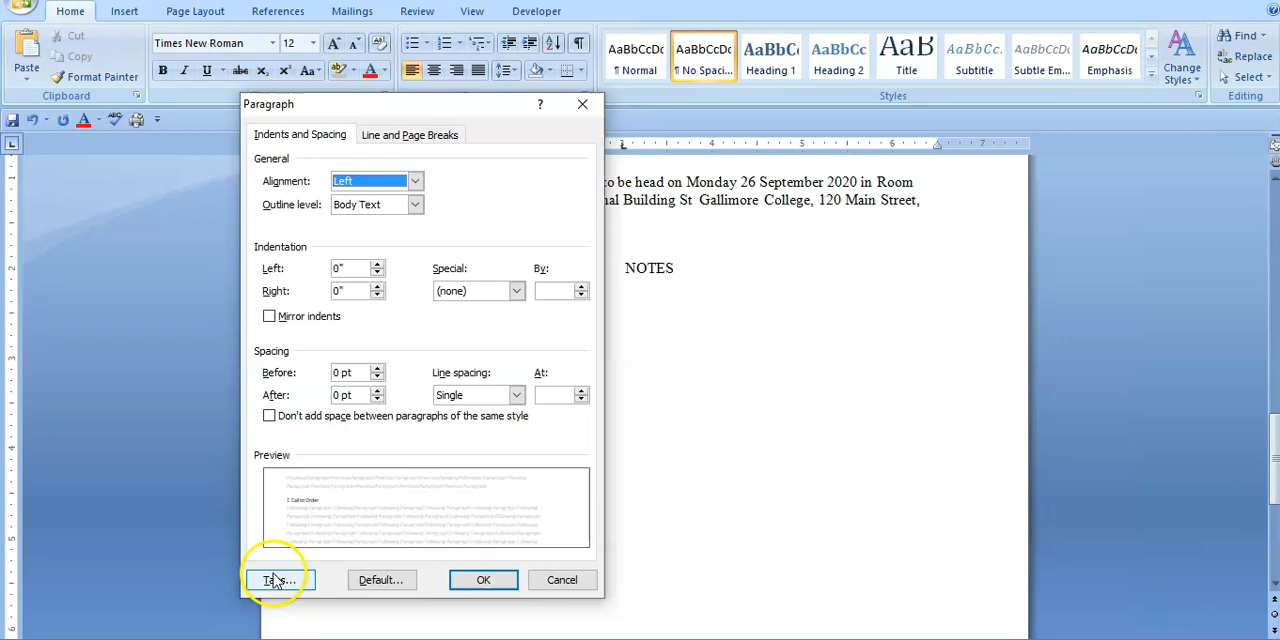 Home Insert Page Layout References Mailings Review View Developer
Cut
Copy
Paste
Format Painter
Clipboard
Times New Roman 12
AaBbCcDc AaBbCcDc AaBbC AaBbCc AaB AaBbCc. AaBbCcDc AaBbCcDc
¶ Normal ¶ No Spaci... Heading 1 Heading 2 Title Subtitle Subtle Em... Emphasis
Change
Styles
Styles
Find
Replace
Select
Editing
Paragraph
Indents and Spacing Line and Page Breaks
General
Alignment: Left
Outline level: Body Text
Indentation
Left: 0" Special: By:
Right: 0" (none)
Mirror indents
Spacing
Before: 0 pt Line spacing: At:
After: 0 pt Single
Don't add space between paragraphs of the same style
Preview
I Call to Order
Tabs... Default... OK Cancel
to be head on Monday 26 September 2020 in Room
nal Building St Gallimore College, 120 Main Street,
NOTES